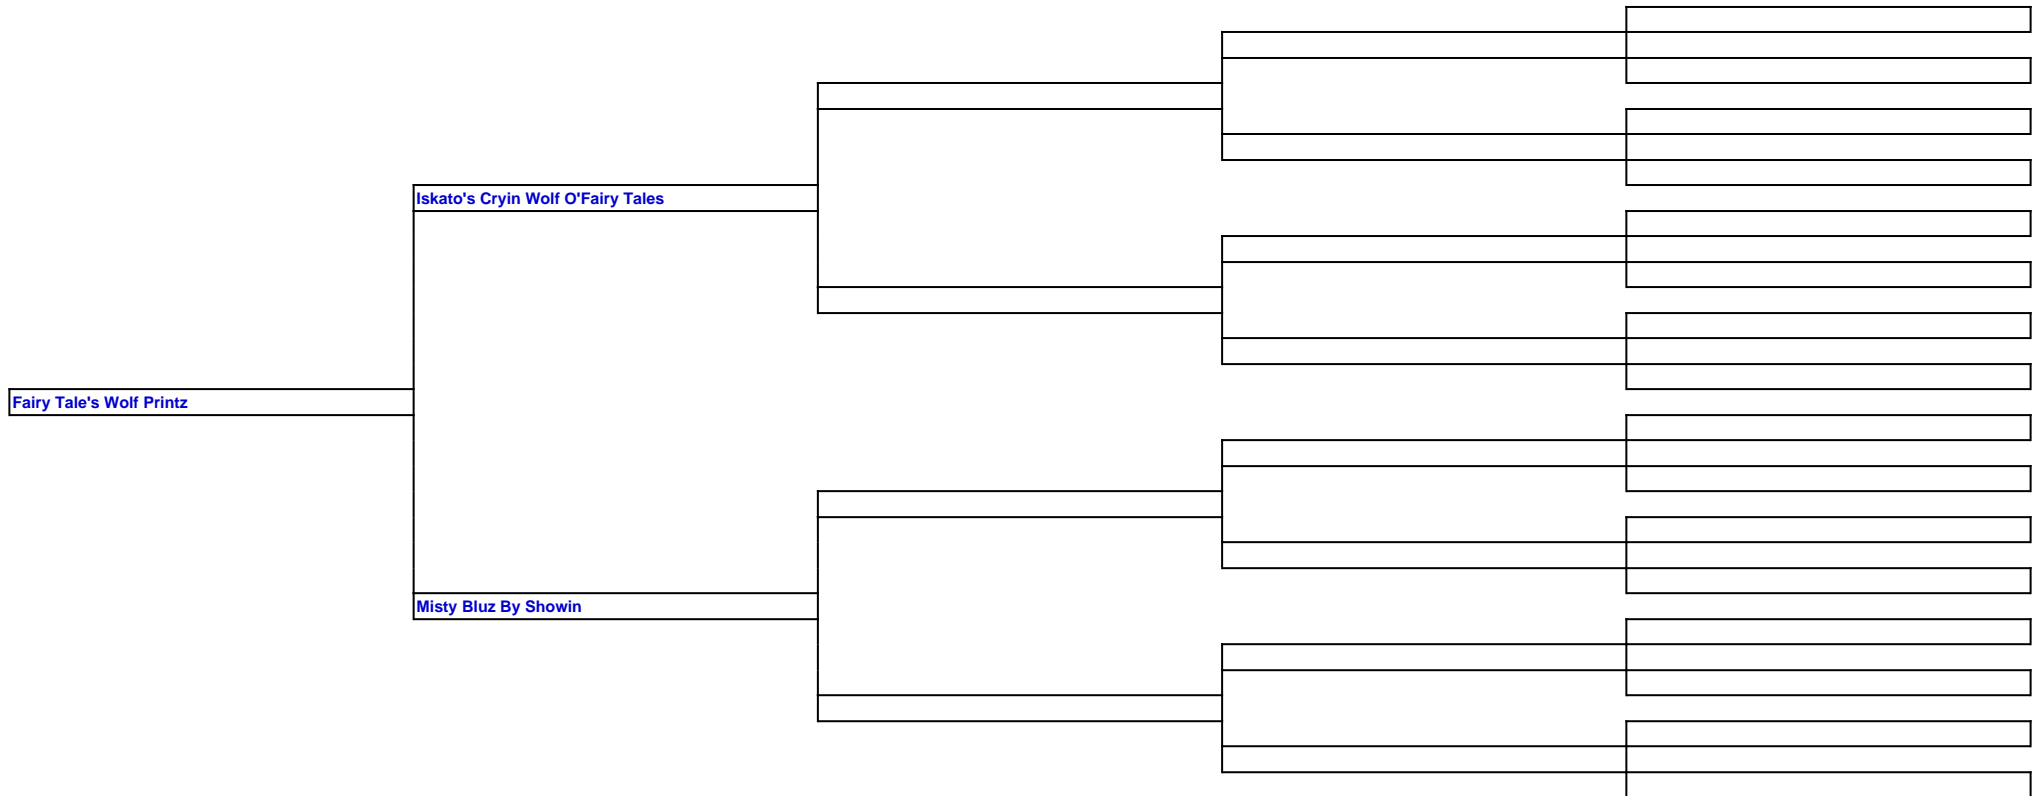 Iskato's Cryin Wolf O'Fairy Tales
Fairy Tale's Wolf Printz
Misty Bluz By Showin